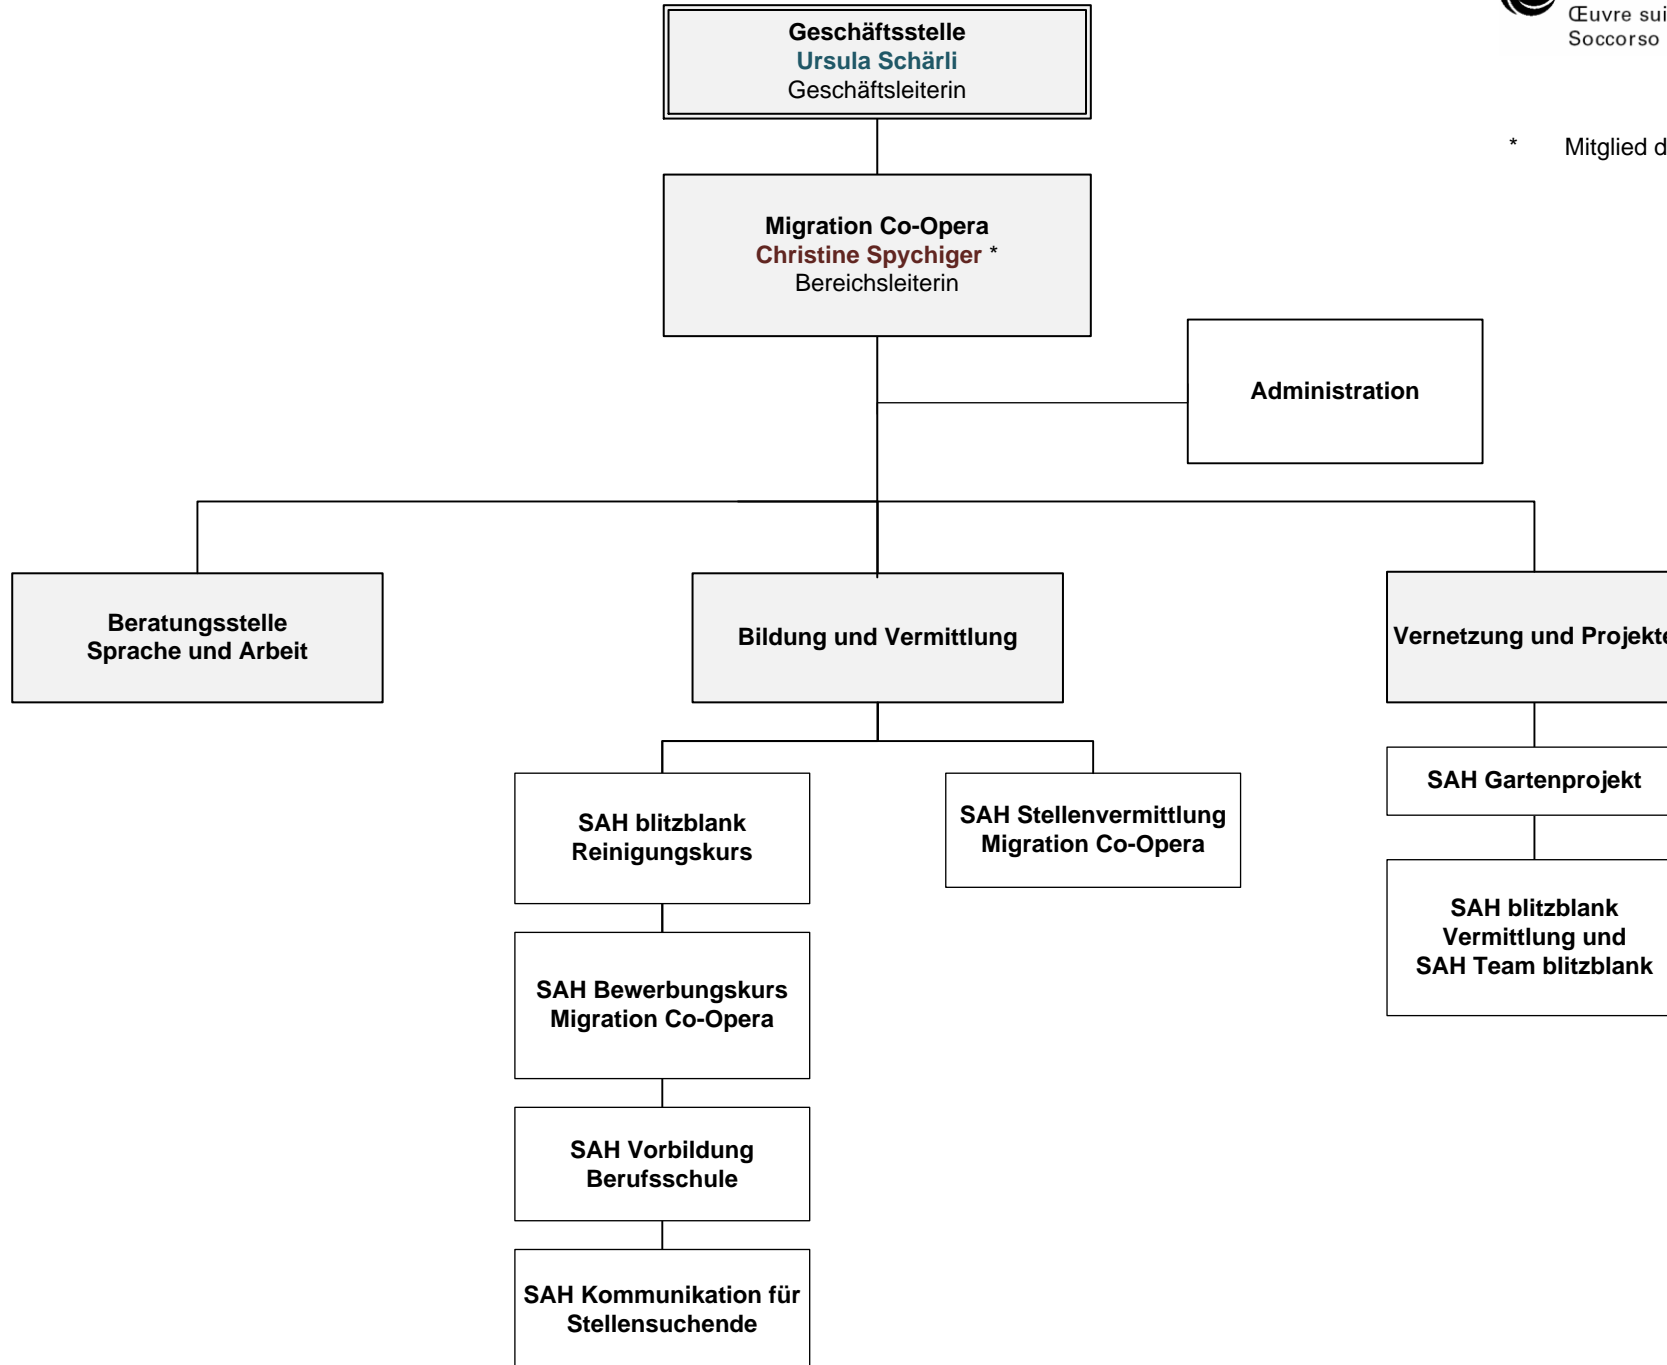 Geschäftsstelle
Ursula Schärli
Geschäftsleiterin
Œuvre sui
Soccorso
* Mitglied d
Migration Co-Opera
Christine Spychiger *
Bereichsleiterin
Administration
Beratungsstelle
Sprache und Arbeit
Bildung und Vermittlung
Vernetzung und Projekte
SAH blitzblank
Reinigungskurs
SAH Stellenvermittlung
Migration Co-Opera
SAH Gartenprojekt
SAH blitzblank
Vermittlung und
SAH Team blitzblank
SAH Bewerbungskurs
Migration Co-Opera
SAH Vorbildung
Berufsschule
SAH Kommunikation für
Stellensuchende